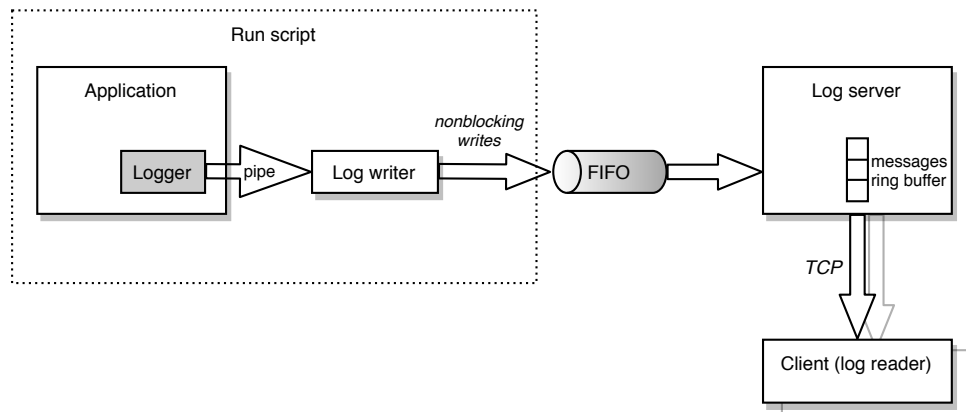 Run script
Application
Logger
pipe
Log writer
nonblocking
writes
FIFO
Log server
messages
ring buffer
TCP
Client (log reader)